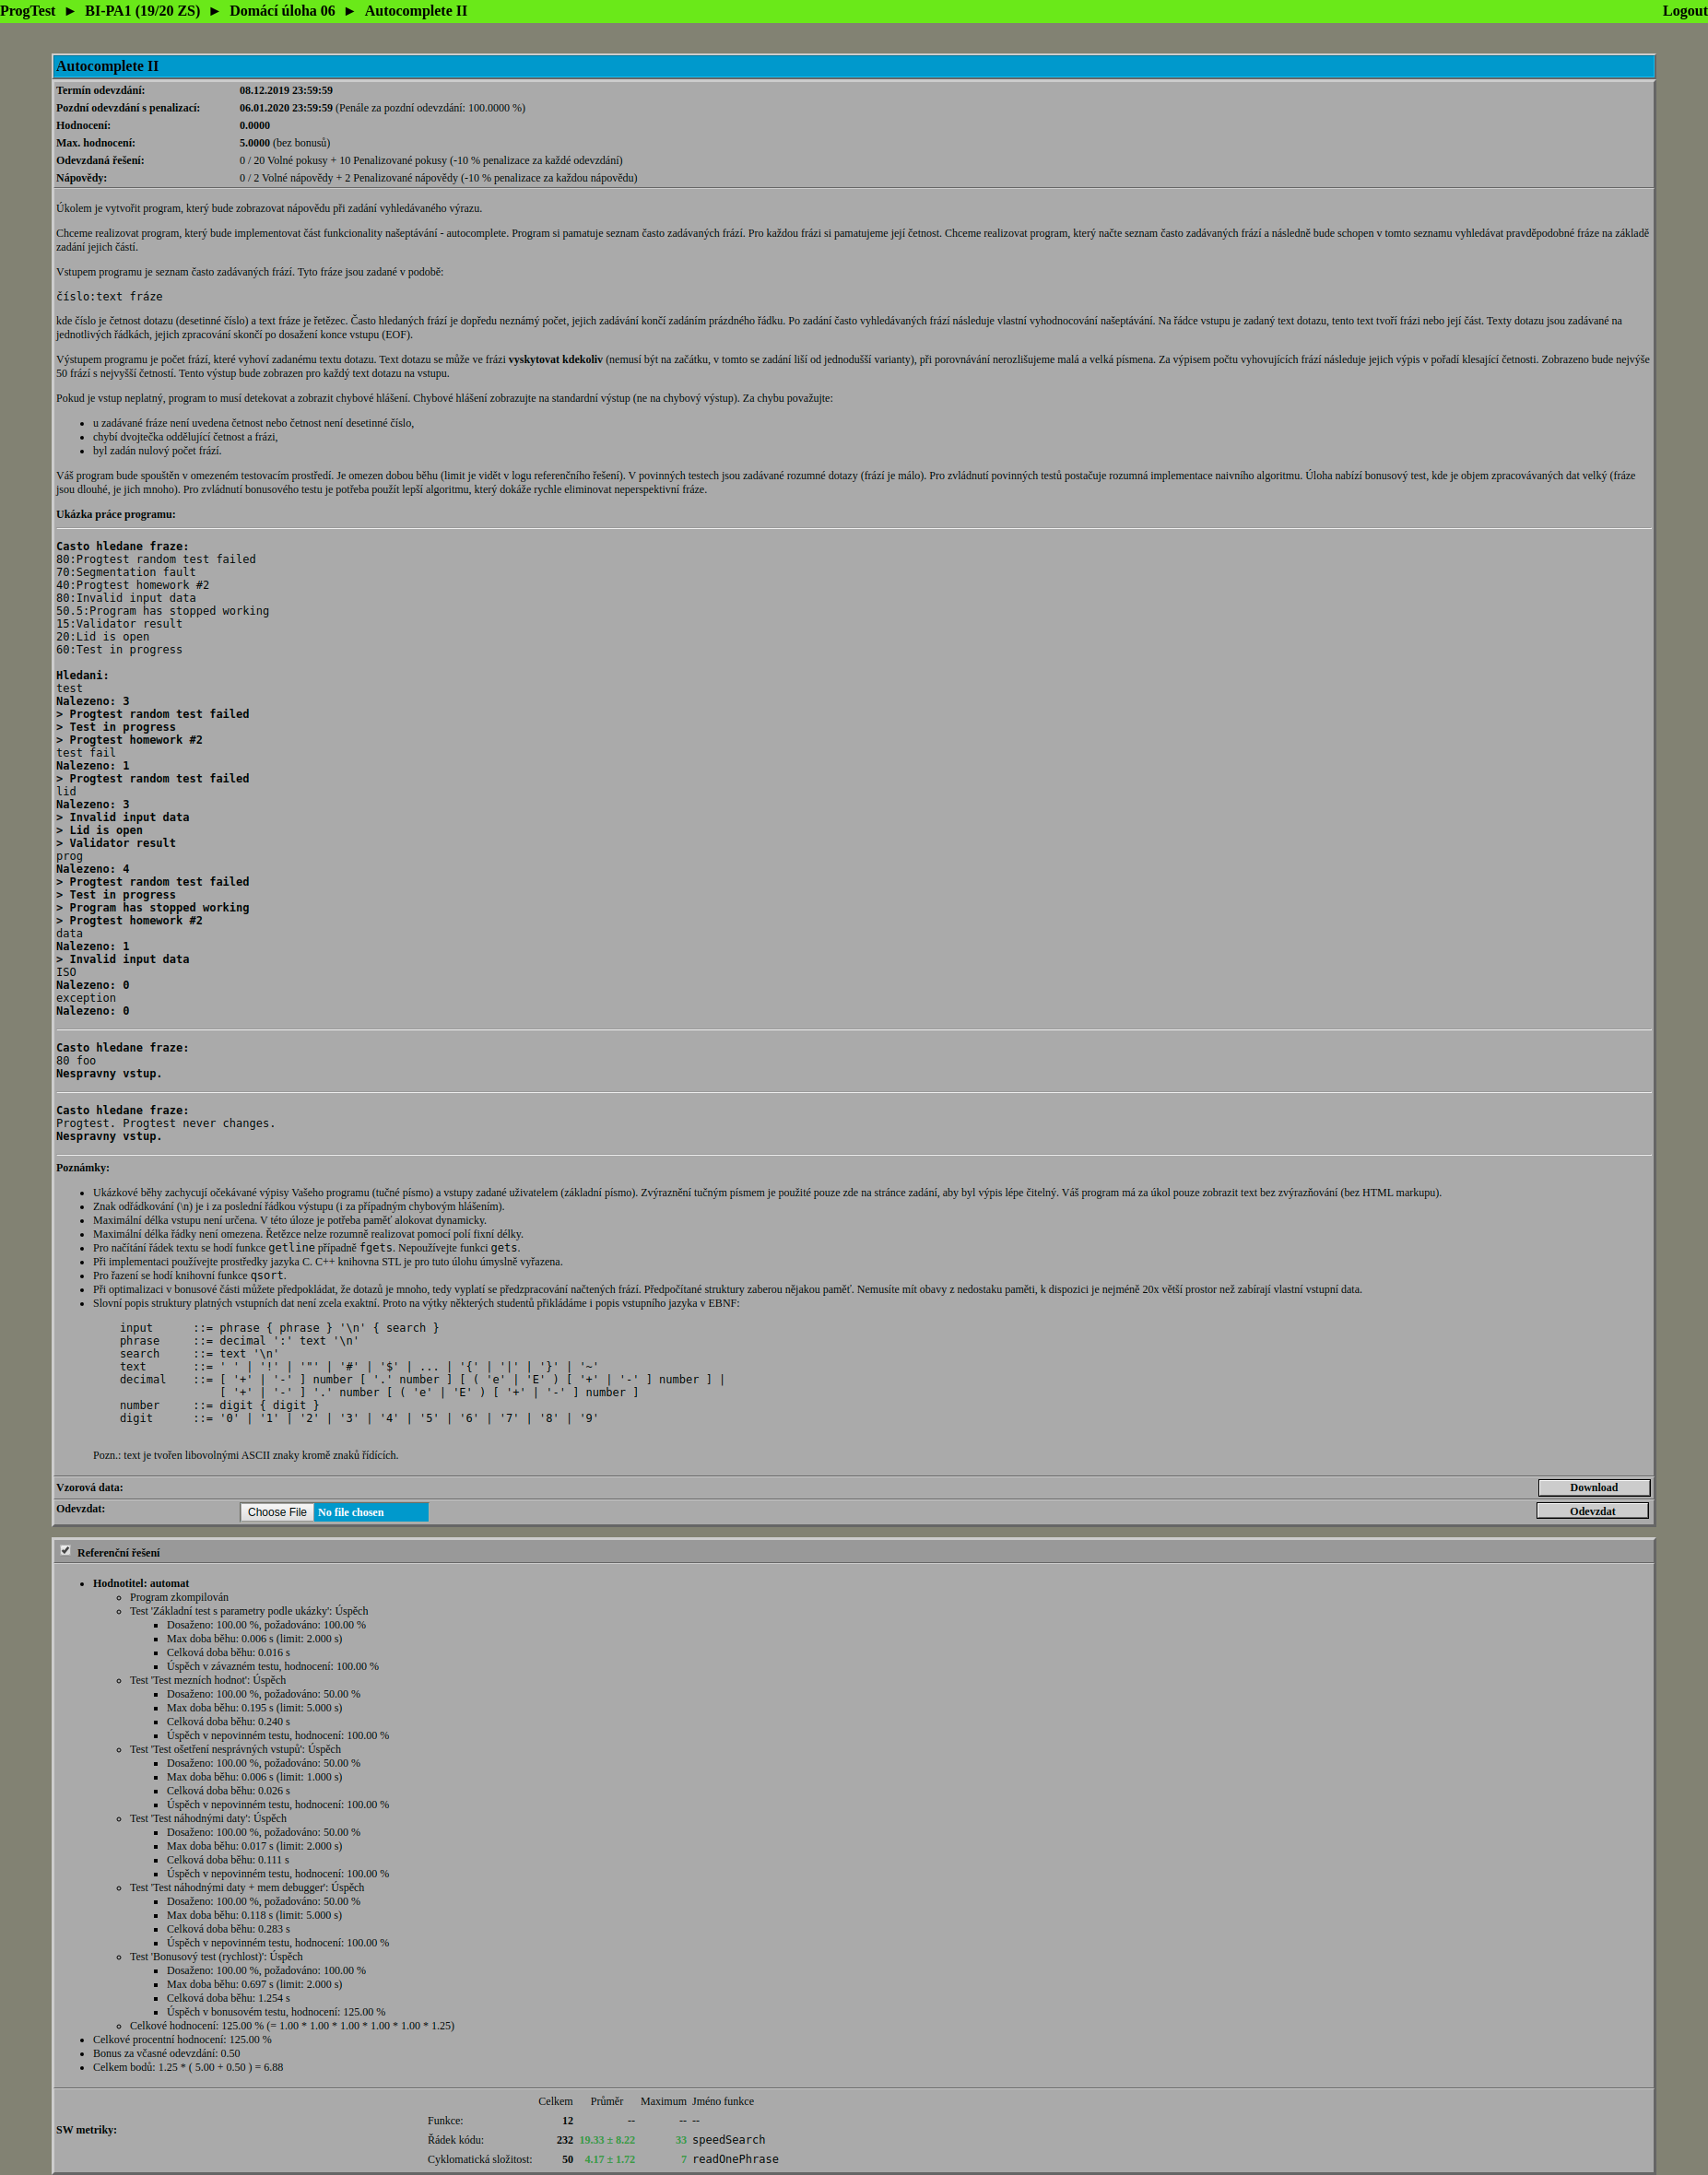 ProgTest ► BI-PA1 (19/20 ZS) ► Domácí úloha 06 ► Autocomplete II Logout
Autocomplete II
Termín odevzdání: 08.12.2019 23:59:59
Pozdní odevzdání s penalizací: 06.01.2020 23:59:59 (Penále za pozdní odevzdání: 100.0000 %)
Hodnocení: 0.0000
Max. hodnocení: 5.0000 (bez bonusů)
Odevzdaná řešení: 0 / 20 Volné pokusy + 10 Penalizované pokusy (-10 % penalizace za každé odevzdání)
Nápovědy: 0 / 2 Volné nápovědy + 2 Penalizované nápovědy (-10 % penalizace za každou nápovědu)
Úkolem je vytvořit program, který bude zobrazovat nápovědu při zadání vyhledávaného výrazu.
Chceme realizovat program, který bude implementovat část funkcionality našeptávání - autocomplete. Program si pamatuje seznam často zadávaných frází. Pro každou frázi si pamatujeme její četnost. Chceme realizovat program, který načte seznam často zadávaných frází a následně bude schopen v tomto seznamu vyhledávat pravděpodobné fráze na základě
zadání jejich částí.
Vstupem programu je seznam často zadávaných frází. Tyto fráze jsou zadané v podobě:
číslo:text fráze
kde číslo je četnost dotazu (desetinné číslo) a text fráze je řetězec. Často hledaných frází je dopředu neznámý počet, jejich zadávání končí zadáním prázdného řádku. Po zadání často vyhledávaných frází následuje vlastní vyhodnocování našeptávání. Na řádce vstupu je zadaný text dotazu, tento text tvoří frázi nebo její část. Texty dotazu jsou zadávané na
jednotlivých řádkách, jejich zpracování skončí po dosažení konce vstupu (EOF).
Výstupem programu je počet frází, které vyhoví zadanému textu dotazu. Text dotazu se může ve frázi vyskytovat kdekoliv (nemusí být na začátku, v tomto se zadání liší od jednodušší varianty), při porovnávání nerozlišujeme malá a velká písmena. Za výpisem počtu vyhovujících frází následuje jejich výpis v pořadí klesající četnosti. Zobrazeno bude nejvýše
50 frází s nejvyšší četností. Tento výstup bude zobrazen pro každý text dotazu na vstupu.
Pokud je vstup neplatný, program to musí detekovat a zobrazit chybové hlášení. Chybové hlášení zobrazujte na standardní výstup (ne na chybový výstup). Za chybu považujte:
• u zadávané fráze není uvedena četnost nebo četnost není desetinné číslo,
• chybí dvojtečka oddělující četnost a frázi,
• byl zadán nulový počet frází.
Váš program bude spouštěn v omezeném testovacím prostředí. Je omezen dobou běhu (limit je vidět v logu referenčního řešení). V povinných testech jsou zadávané rozumné dotazy (frází je málo). Pro zvládnutí povinných testů postačuje rozumná implementace naivního algoritmu. Úloha nabízí bonusový test, kde je objem zpracovávaných dat velký (fráze
jsou dlouhé, je jich mnoho). Pro zvládnutí bonusového testu je potřeba použít lepší algoritmu, který dokáže rychle eliminovat neperspektivní fráze.
Ukázka práce programu:
Casto hledane fraze:
80:Progtest random test failed
70:Segmentation fault
40:Progtest homework #2
80:Invalid input data
50.5:Program has stopped working
15:Validator result
20:Lid is open
60:Test in progress
Hledani:
test
Nalezeno: 3
> Progtest random test failed
> Test in progress
> Progtest homework #2
test fail
Nalezeno: 1
> Progtest random test failed
lid
Nalezeno: 3
> Invalid input data
> Lid is open
> Validator result
prog
Nalezeno: 4
> Progtest random test failed
> Test in progress
> Program has stopped working
> Progtest homework #2
data
Nalezeno: 1
> Invalid input data
ISO
Nalezeno: 0
exception
Nalezeno: 0
Casto hledane fraze:
80 foo
Nespravny vstup.
Casto hledane fraze:
Progtest. Progtest never changes.
Nespravny vstup.
Poznámky:
• Ukázkové běhy zachycují očekávané výpisy Vašeho programu (tučné písmo) a vstupy zadané uživatelem (základní písmo). Zvýraznění tučným písmem je použité pouze zde na stránce zadání, aby byl výpis lépe čitelný. Váš program má za úkol pouze zobrazit text bez zvýrazňování (bez HTML markupu).
• Znak odřádkování (\n) je i za poslední řádkou výstupu (i za případným chybovým hlášením).
• Maximální délka vstupu není určena. V této úloze je potřeba paměť alokovat dynamicky.
• Maximální délka řádky není omezena. Řetězce nelze rozumně realizovat pomocí polí fixní délky.
• Pro načítání řádek textu se hodí funkce getline případně fgets. Nepoužívejte funkci gets.
• Při implementaci používejte prostředky jazyka C. C++ knihovna STL je pro tuto úlohu úmyslně vyřazena.
• Pro řazení se hodí knihovní funkce qsort.
• Při optimalizaci v bonusové části můžete předpokládat, že dotazů je mnoho, tedy vyplatí se předzpracování načtených frází. Předpočítané struktury zaberou nějakou paměť. Nemusíte mít obavy z nedostatku paměti, k dispozici je nejméně 20x větší prostor než zabírají vlastní vstupní data.
• Slovní popis struktury platných vstupních dat není zcela exaktní. Proto na výtky některých studentů přikládáme i popis vstupního jazyka v EBNF:
input ::= phrase { phrase } '\n' { search }
phrase ::= decimal ':' text '\n'
search ::= text '\n'
text ::= ' ' | '!' | '"' | '#' | '$' | ... | '{' | '|' | '}' | '~'
decimal ::= [ '+' | '-' ] number [ '.' number ] [ ( 'e' | 'E' ) [ '+' | '-' ] number ] |
[ '+' | '-' ] '.' number [ ( 'e' | 'E' ) [ '+' | '-' ] number ]
number ::= digit { digit }
digit ::= '0' | '1' | '2' | '3' | '4' | '5' | '6' | '7' | '8' | '9'
Pozn.: text je tvořen libovolnými ASCII znaky kromě znaků řídících.
Vzorová data: Download
Odevzdat: Choose File No file chosen Odevzdat
Referenční řešení
• Hodnotitel: automat
Program zkompilován
Test 'Základní test s parametry podle ukázky': Úspěch
Dosaženo: 100.00 %, požadováno: 100.00 %
Max doba běhu: 0.006 s (limit: 2.000 s)
Celková doba běhu: 0.016 s
Úspěch v závazném testu, hodnocení: 100.00 %
Test 'Test mezních hodnot': Úspěch
Dosaženo: 100.00 %, požadováno: 50.00 %
Max doba běhu: 0.195 s (limit: 5.000 s)
Celková doba běhu: 0.240 s
Úspěch v nepovinném testu, hodnocení: 100.00 %
Test 'Test ošetření nesprávných vstupů': Úspěch
Dosaženo: 100.00 %, požadováno: 50.00 %
Max doba běhu: 0.006 s (limit: 1.000 s)
Celková doba běhu: 0.026 s
Úspěch v nepovinném testu, hodnocení: 100.00 %
Test 'Test náhodnými daty': Úspěch
Dosaženo: 100.00 %, požadováno: 50.00 %
Max doba běhu: 0.017 s (limit: 2.000 s)
Celková doba běhu: 0.111 s
Úspěch v nepovinném testu, hodnocení: 100.00 %
Test 'Test náhodnými daty + mem debugger': Úspěch
Dosaženo: 100.00 %, požadováno: 50.00 %
Max doba běhu: 0.118 s (limit: 5.000 s)
Celková doba běhu: 0.283 s
Úspěch v nepovinném testu, hodnocení: 100.00 %
Test 'Bonusový test (rychlost)': Úspěch
Dosaženo: 100.00 %, požadováno: 100.00 %
Max doba běhu: 0.697 s (limit: 2.000 s)
Celková doba běhu: 1.254 s
Úspěch v bonusovém testu, hodnocení: 125.00 %
Celkové hodnocení: 125.00 % (= 1.00 * 1.00 * 1.00 * 1.00 * 1.00 * 1.25)
• Celkové procentní hodnocení: 125.00 %
• Bonus za včasné odevzdání: 0.50
• Celkem bodů: 1.25 * ( 5.00 + 0.50 ) = 6.88
SW metriky:
Celkem Průměr Maximum Jméno funkce
Funkce: 12 -- -- --
Řádek kódu: 232 19.33 ± 8.22 33 speedSearch
Cyklomatická složitost: 50 4.17 ± 1.72 7 readOnePhrase